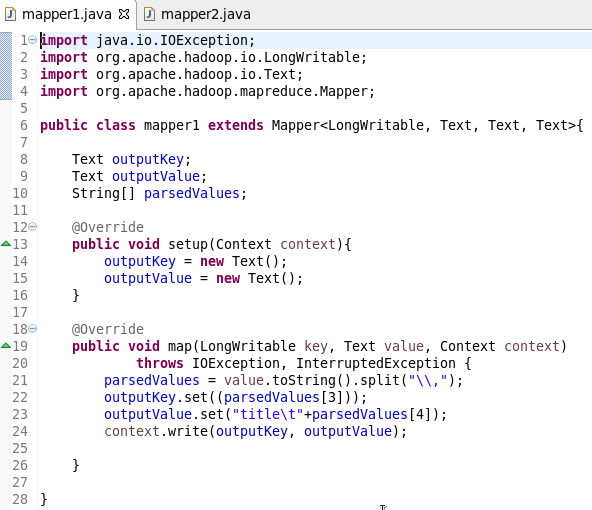 mapper1.java mapper2.java
1 import java.io.IOException;
2 import org.apache.hadoop.io.LongWritable;
3 import org.apache.hadoop.io.Text;
4 import org.apache.hadoop.mapreduce.Mapper;
5
6 public class mapper1 extends Mapper<LongWritable, Text, Text, Text>{
7
8     Text outputKey;
9     Text outputValue;
10     String[] parsedValues;
11
12     @Override
13     public void setup(Context context){
14         outputKey = new Text();
15         outputValue = new Text();
16     }
17
18     @Override
19     public void map(LongWritable key, Text value, Context context)
20             throws IOException, InterruptedException {
21         parsedValues = value.toString().split("\\,");
22         outputKey.set((parsedValues[3]));
23         outputValue.set("title\t"+parsedValues[4]);
24         context.write(outputKey, outputValue);
25
26     }
27
28 }